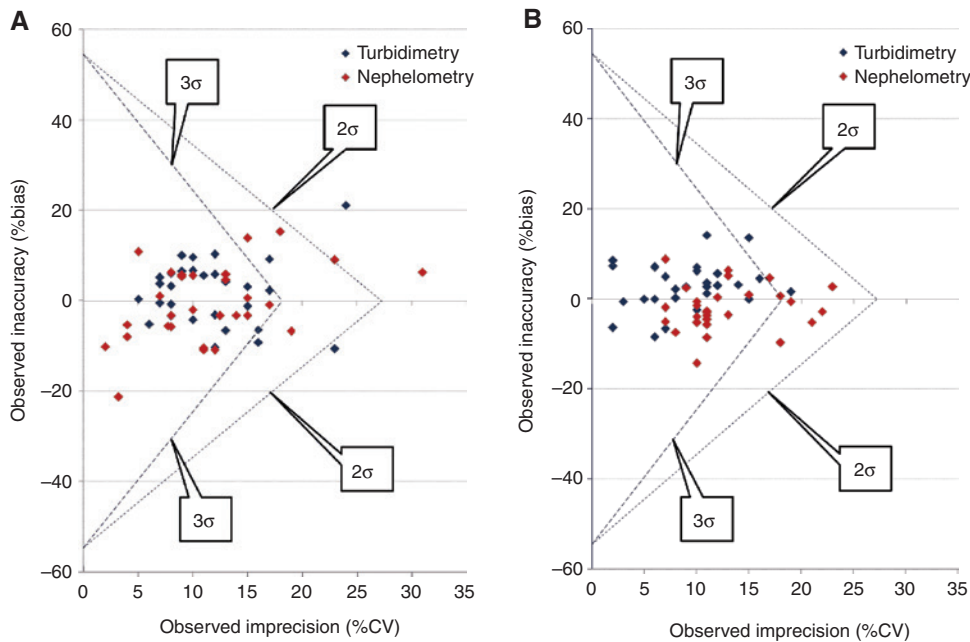 A
Turbidimetry
Nephelometry
3σ
2σ
2σ
3σ
60
40
20
0
–20
–40
–60
0
5
10
15
20
25
30
35
Observed inaccuracy (%bias)
Observed imprecision (%CV)
B
Turbidimetry
Nephelometry
3σ
2σ
2σ
3σ
60
40
20
0
–20
–40
–60
0
5
10
15
20
25
30
35
Observed inaccuracy (%bias)
Observed imprecision (%CV)